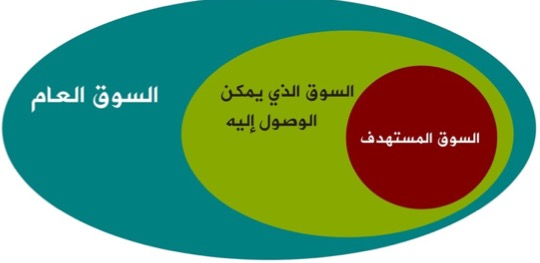 السوق العام
السوق الذي يمكن
الوصول إليه
السوق المستهدف